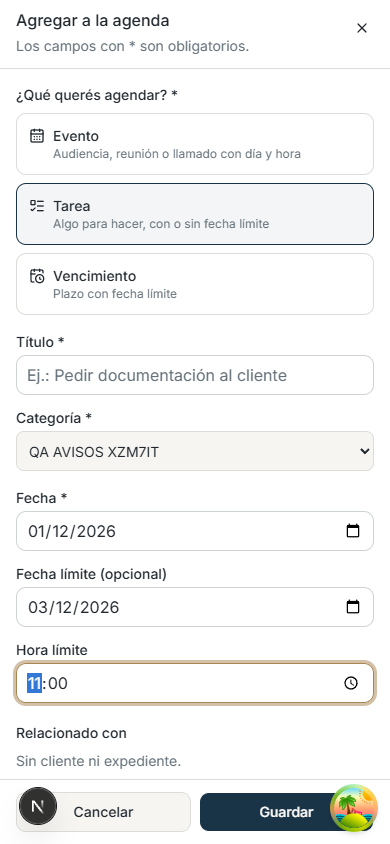 Agregar a la agenda
Los campos con * son obligatorios.
¿Qué querés agendar? *
Evento
Audiencia, reunión o llamado con día y hora
Tarea
Algo para hacer, con o sin fecha límite
Vencimiento
Plazo con fecha límite
Título *
Ej.: Pedir documentación al cliente
Categoría *
QA AVISOS XZM7IT
Fecha *
01/12/2026
Fecha límite (opcional)
03/12/2026
Hora límite
11:00
Relacionado con
Sin cliente ni expediente.
N
Cancelar
Guardar